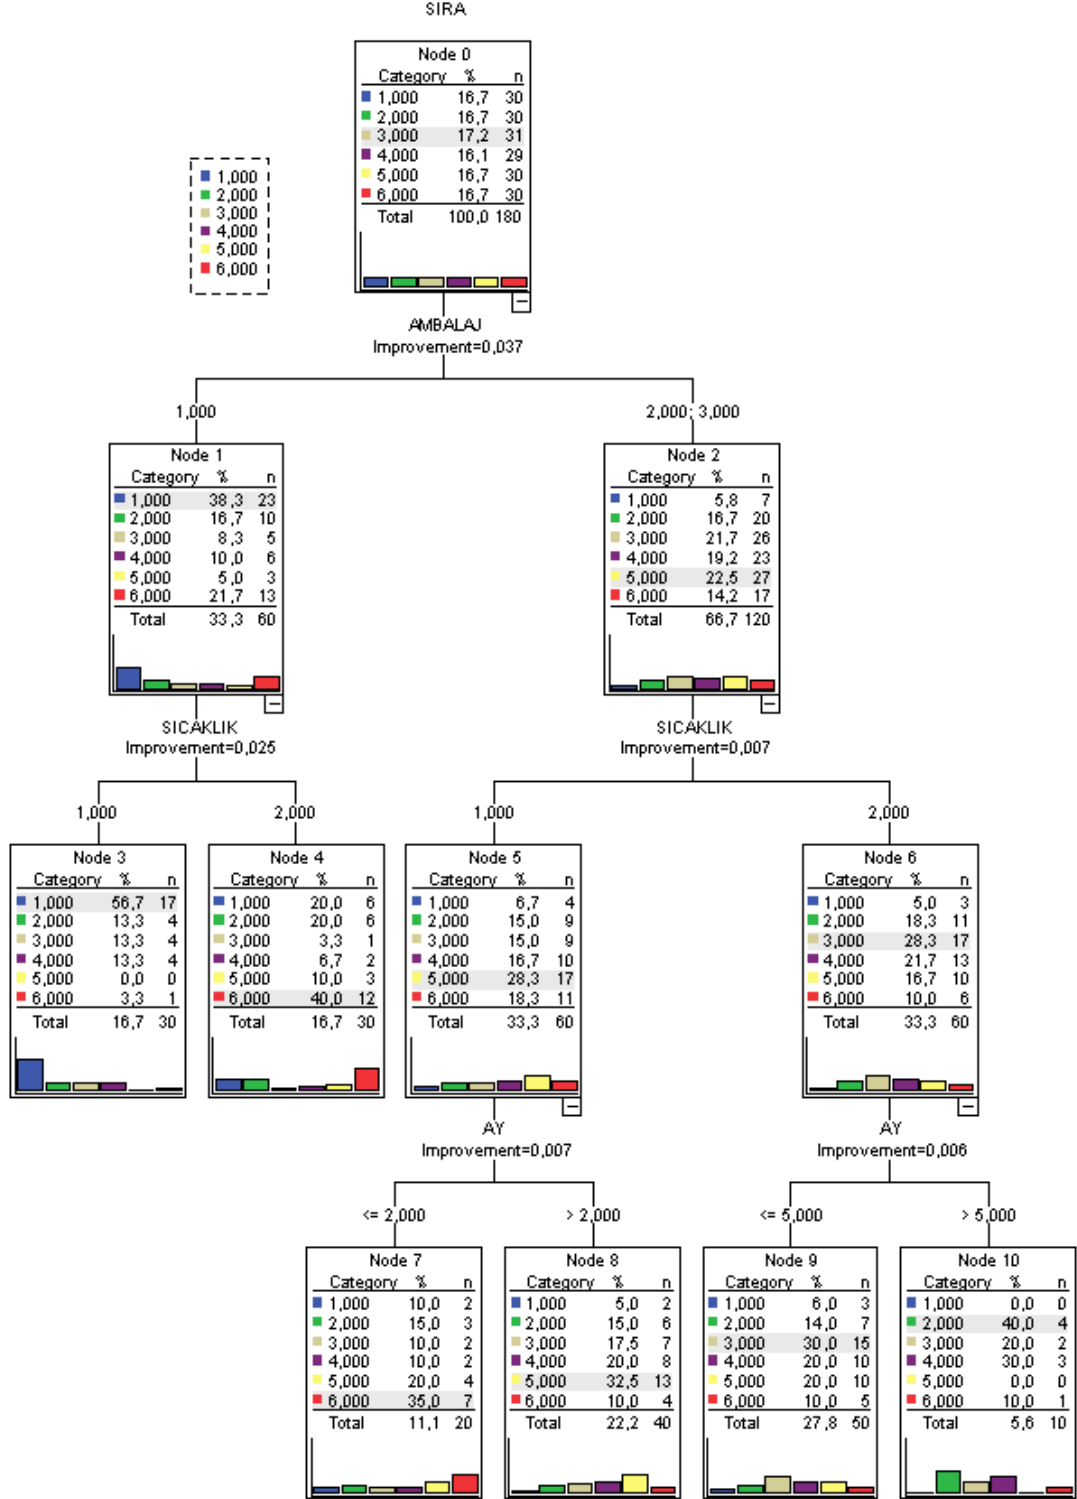 SIRA
Node 0
Category % n
1,000 16,7 30
2,000 16,7 30
3,000 17,2 31
4,000 16,1 29
5,000 16,7 30
6,000 16,7 30
Total 100,0 180
1,000
2,000
3,000
4,000
5,000
6,000
AMBALAJ
Improvement=0,037
1,000
2,000; 3,000
Node 1
Category % n
1,000 38,3 23
2,000 16,7 10
3,000 8,3 5
4,000 10,0 6
5,000 5,0 3
6,000 21,7 13
Total 33,3 60
Node 2
Category % n
1,000 5,8 7
2,000 16,7 20
3,000 21,7 26
4,000 19,2 23
5,000 22,5 27
6,000 14,2 17
Total 66,7 120
SICAKLIK
Improvement=0,025
SICAKLIK
Improvement=0,007
1,000
2,000
1,000
2,000
Node 3
Category % n
1,000 56,7 17
2,000 13,3 4
3,000 13,3 4
4,000 13,3 4
5,000 0,0 0
6,000 3,3 1
Total 16,7 30
Node 4
Category % n
1,000 20,0 6
2,000 20,0 6
3,000 3,3 1
4,000 6,7 2
5,000 10,0 3
6,000 40,0 12
Total 16,7 30
Node 5
Category % n
1,000 6,7 4
2,000 15,0 9
3,000 15,0 9
4,000 16,7 10
5,000 28,3 17
6,000 18,3 11
Total 33,3 60
Node 6
Category % n
1,000 5,0 3
2,000 18,3 11
3,000 28,3 17
4,000 21,7 13
5,000 16,7 10
6,000 10,0 6
Total 33,3 60
AY
Improvement=0,007
AY
Improvement=0,006
<= 2,000
> 2,000
<= 5,000
> 5,000
Node 7
Category % n
1,000 10,0 2
2,000 15,0 3
3,000 10,0 2
4,000 10,0 2
5,000 20,0 4
6,000 35,0 7
Total 11,1 20
Node 8
Category % n
1,000 5,0 2
2,000 15,0 6
3,000 17,5 7
4,000 20,0 8
5,000 32,5 13
6,000 10,0 4
Total 22,2 40
Node 9
Category % n
1,000 6,0 3
2,000 14,0 7
3,000 30,0 15
4,000 20,0 10
5,000 20,0 10
6,000 10,0 5
Total 27,8 50
Node 10
Category % n
1,000 0,0 0
2,000 40,0 4
3,000 20,0 2
4,000 30,0 3
5,000 0,0 0
6,000 10,0 1
Total 5,6 10